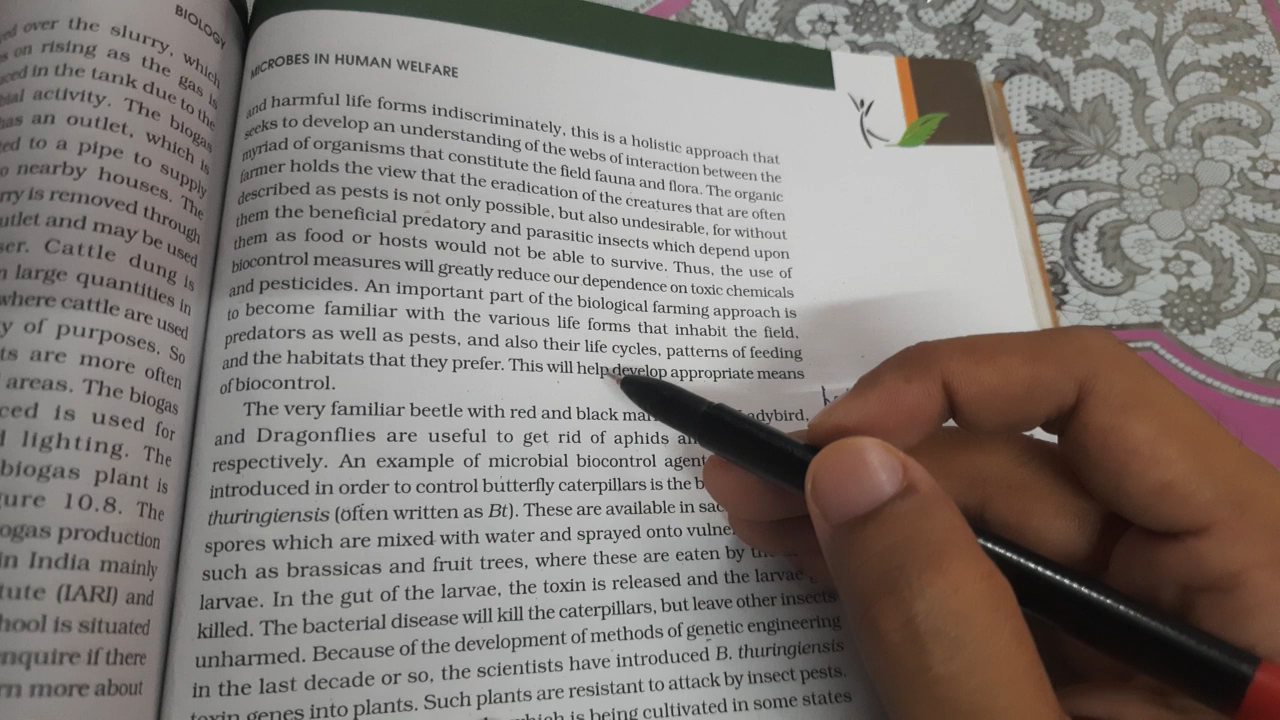 BIOLOGY
over the slurry, which
on rising as the gas is
in the tank due to the
activity. The biogas
has an outlet, which is
to a pipe to supply
nearby houses. The
is removed through
and may be used
Cattle dung is
large quantities in
where cattle are used
of purposes. So
are more often
areas. The biogas
is used for
lighting. The
biogas plant is
10.8. The
production
in India mainly
(IARI) and
is situated
if there
more about
MICROBES IN HUMAN WELFARE
and harmful life forms indiscriminately, this is a holistic approach that
seeks to develop an understanding of the webs of interaction between the
myriad of organisms that constitute the field fauna and flora. The organic
farmer holds the view that the eradication of the creatures that are often
described as pests is not only possible, but also undesirable, for without
them the beneficial predatory and parasitic insects which depend upon
them as food or hosts would not be able to survive. Thus, the use of
biocontrol measures will greatly reduce our dependence on toxic chemicals
and pesticides. An important part of the biological farming approach is
to become familiar with the various life forms that inhabit the field,
predators as well as pests, and also their life cycles, patterns of feeding
and the habitats that they prefer. This will help develop appropriate means
of biocontrol.
The very familiar beetle with red and black
and Dragonflies are useful to get rid of aphids
respectively. An example of microbial biocontrol
introduced in order to control butterfly caterpillars is the
thuringiensis (often written as Bt). These are available in
spores which are mixed with water and sprayed onto
such as brassicas and fruit trees, where these are eaten by
larvae. In the gut of the larvae, the toxin is released and the larvae
killed. The bacterial disease will kill the caterpillars, but leave other insects
unharmed. Because of the development of methods of genetic engineering
in the last decade or so, the scientists have introduced B. thuringiensis
toxin genes into plants. Such plants are resistant to attack by insect pests.
which is being cultivated in some states